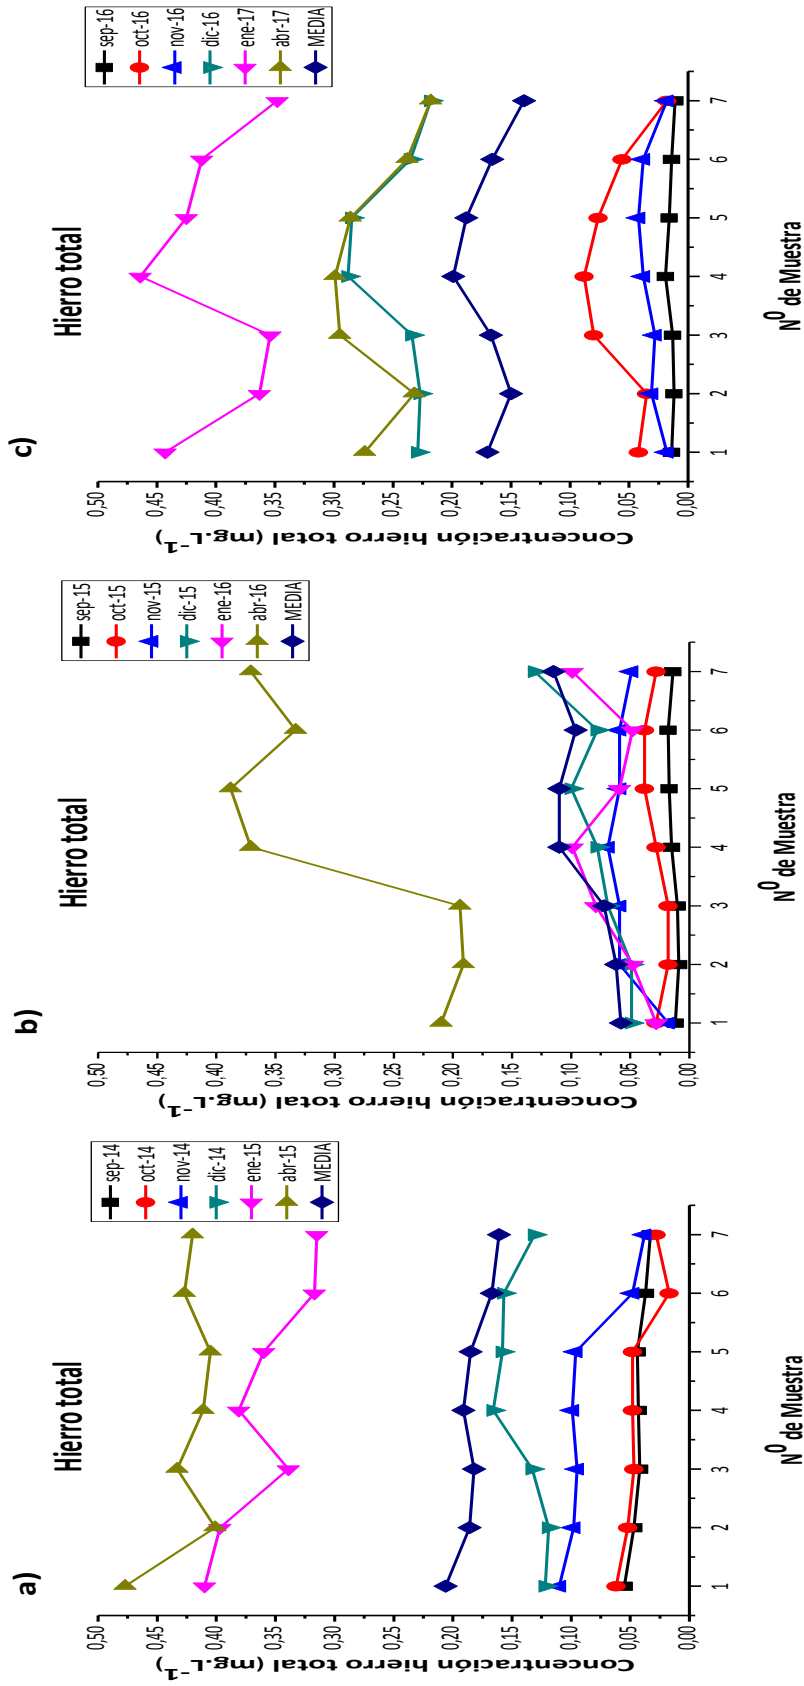 a)
Hierro total
sep-14
oct-14
nov-14
dic-14
ene-15
abr-15
MEDIA
Concentración hierro total (mg.L⁻¹)
0,50
0,45
0,40
0,35
0,30
0,25
0,20
0,15
0,10
0,05
0,00
1 2 3 4 5 6 7
N⁰ de Muestra
b)
Hierro total
sep-15
oct-15
nov-15
dic-15
ene-16
abr-16
MEDIA
Concentración hierro total (mg.L⁻¹)
0,50
0,45
0,40
0,35
0,30
0,25
0,20
0,15
0,10
0,05
0,00
1 2 3 4 5 6 7
N⁰ de Muestra
c)
Hierro total
sep-16
oct-16
nov-16
dic-16
ene-17
abr-17
MEDIA
Concentración hierro total (mg.L⁻¹)
0,50
0,45
0,40
0,35
0,30
0,25
0,20
0,15
0,10
0,05
0,00
1 2 3 4 5 6 7
N⁰ de Muestra